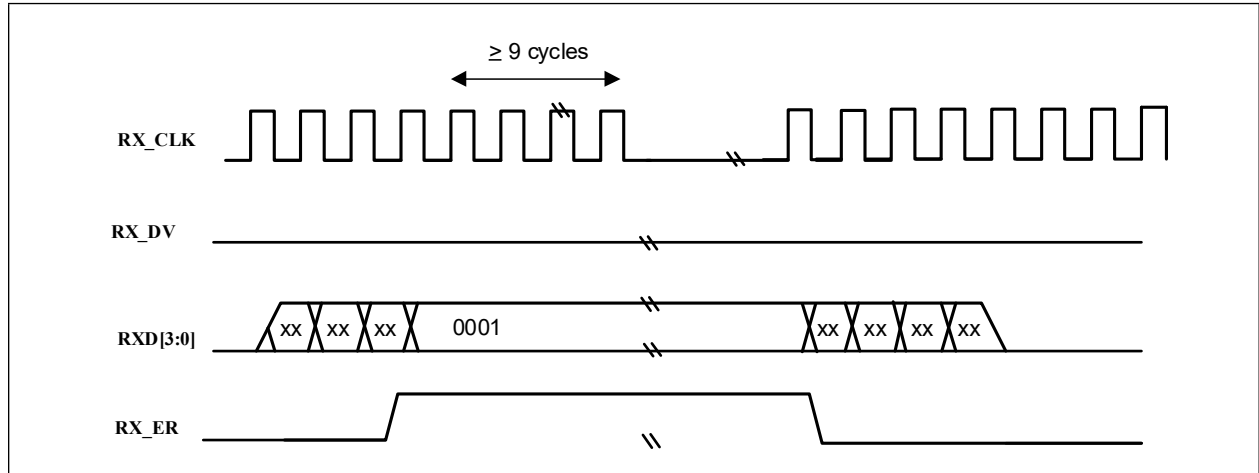 ≥ 9 cycles
RX_CLK
RX_DV
RXD[3:0] xx xx xx 0001 xx xx xx xx
RX_ER